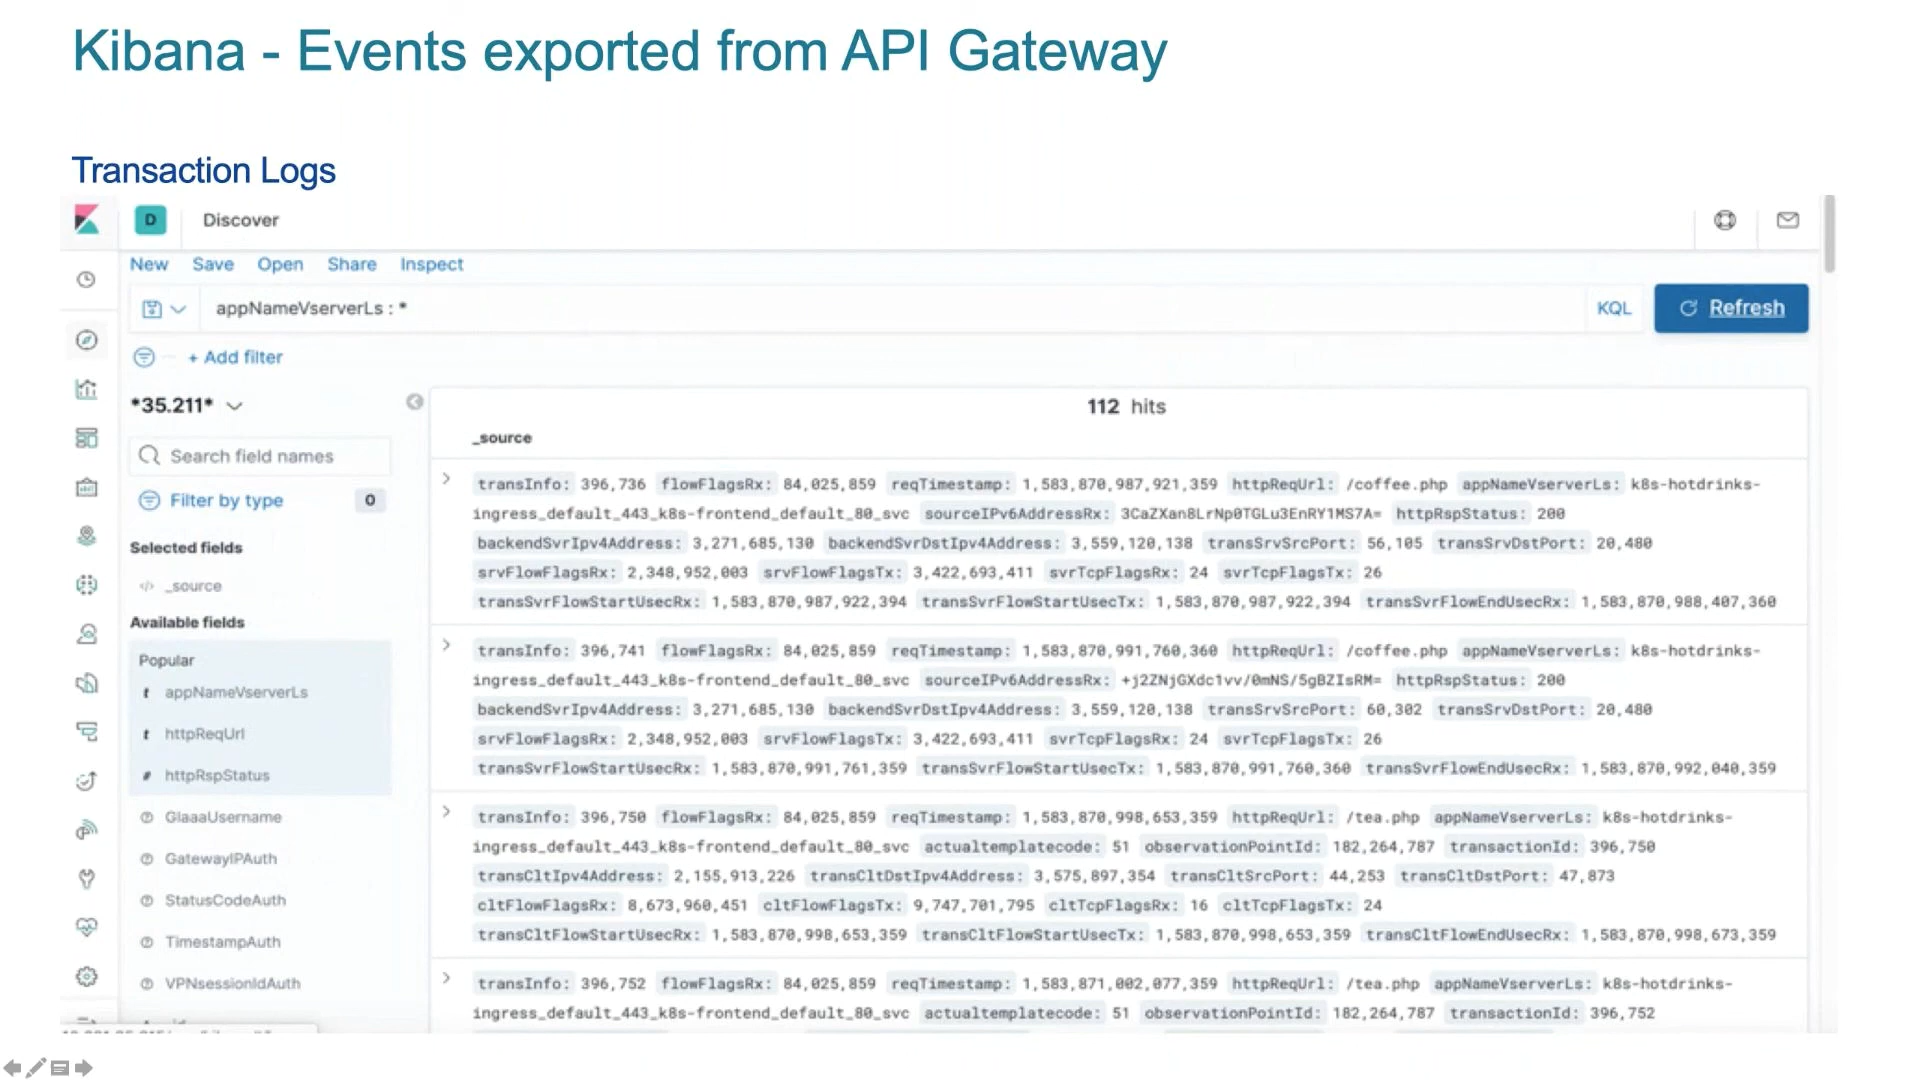 Kibana - Events exported from API Gateway
Transaction Logs
D Discover
New Save Open Share Inspect
appNameVserverLs : * KQL Refresh
+ Add filter
*35.211*
112 hits
Search field names
_source
Filter by type 0
Selected fields
_source
Available fields
Popular
t appNameVserverLs
t httpReqUrl
# httpRspStatus
GlaaaUsername
GatewayIPAuth
StatusCodeAuth
TimestampAuth
VPNsessionIdAuth
transInfo: 396,736 flowFlagsRx: 84,025,859 reqTimestamp: 1,583,870,987,921,359 httpReqUrl: /coffee.php appNameVserverLs: k8s-hotdrinks-
ingress_default_443_k8s-frontend_default_80_svc sourceIPv6AddressRx: 3CaZXan8LrNp0TGLu3EnRY1MS7A= httpRspStatus: 200
backendSvrIpv4Address: 3,271,685,130 backendSvrDstIpv4Address: 3,559,120,138 transSrvSrcPort: 56,105 transSrvDstPort: 20,480
srvFlowFlagsRx: 2,348,952,003 srvFlowFlagsTx: 3,422,693,411 svrTcpFlagsRx: 24 svrTcpFlagsTx: 26
transSvrFlowStartUsecRx: 1,583,870,987,922,394 transSvrFlowStartUsecTx: 1,583,870,987,922,394 transSvrFlowEndUsecRx: 1,583,870,988,407,360
transInfo: 396,741 flowFlagsRx: 84,025,859 reqTimestamp: 1,583,870,991,760,360 httpReqUrl: /coffee.php appNameVserverLs: k8s-hotdrinks-
ingress_default_443_k8s-frontend_default_80_svc sourceIPv6AddressRx: +j2ZNjGXdc1vv/0mNS/5gBZIsRM= httpRspStatus: 200
backendSvrIpv4Address: 3,271,685,130 backendSvrDstIpv4Address: 3,559,120,138 transSrvSrcPort: 60,302 transSrvDstPort: 20,480
srvFlowFlagsRx: 2,348,952,003 srvFlowFlagsTx: 3,422,693,411 svrTcpFlagsRx: 24 svrTcpFlagsTx: 26
transSvrFlowStartUsecRx: 1,583,870,991,761,359 transSvrFlowStartUsecTx: 1,583,870,991,760,360 transSvrFlowEndUsecRx: 1,583,870,992,040,359
transInfo: 396,750 flowFlagsRx: 84,025,859 reqTimestamp: 1,583,870,998,653,359 httpReqUrl: /tea.php appNameVserverLs: k8s-hotdrinks-
ingress_default_443_k8s-frontend_default_80_svc actualtemplatecode: 51 observationPointId: 182,264,787 transactionId: 396,750
transCltIpv4Address: 2,155,913,226 transCltDstIpv4Address: 3,575,897,354 transCltSrcPort: 44,253 transCltDstPort: 47,873
cltFlowFlagsRx: 8,673,960,451 cltFlowFlagsTx: 9,747,701,795 cltTcpFlagsRx: 16 cltTcpFlagsTx: 24
transCltFlowStartUsecRx: 1,583,870,998,653,359 transCltFlowStartUsecTx: 1,583,870,998,653,359 transCltFlowEndUsecRx: 1,583,870,998,673,359
transInfo: 396,752 flowFlagsRx: 84,025,859 reqTimestamp: 1,583,871,002,077,359 httpReqUrl: /tea.php appNameVserverLs: k8s-hotdrinks-
ingress_default_443_k8s-frontend_default_80_svc actualtemplatecode: 51 observationPointId: 182,264,787 transactionId: 396,752